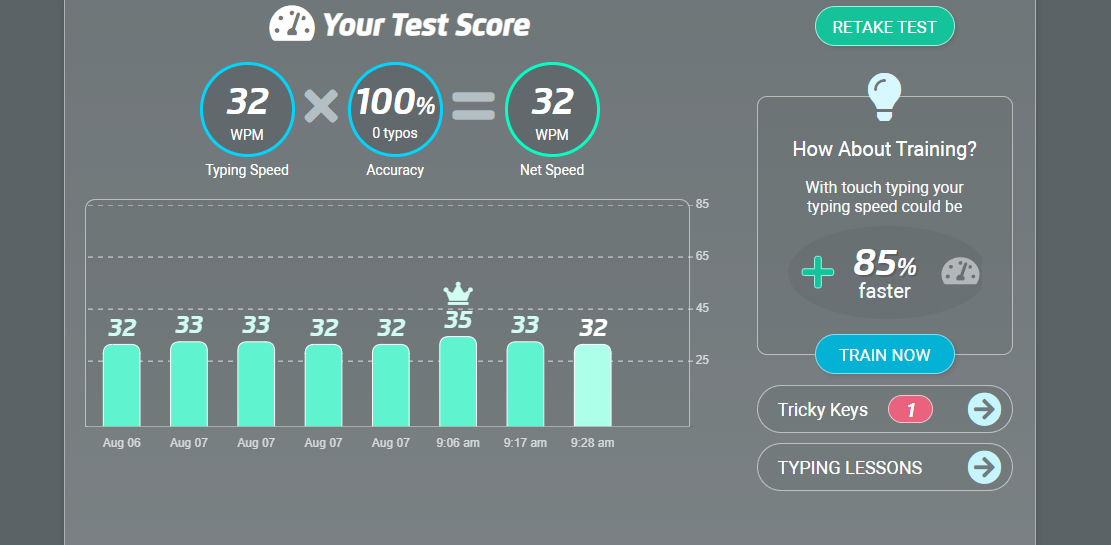 Your Test Score
RETAKE TEST
32
WPM
Typing Speed
100%
0 typos
Accuracy
32
WPM
Net Speed
85
65
45
25
32
33
33
32
32
35
33
32
Aug 06
Aug 07
Aug 07
Aug 07
Aug 07
9:06 am
9:17 am
9:28 am
How About Training?
With touch typing your
typing speed could be
85%
faster
TRAIN NOW
Tricky Keys 1
TYPING LESSONS